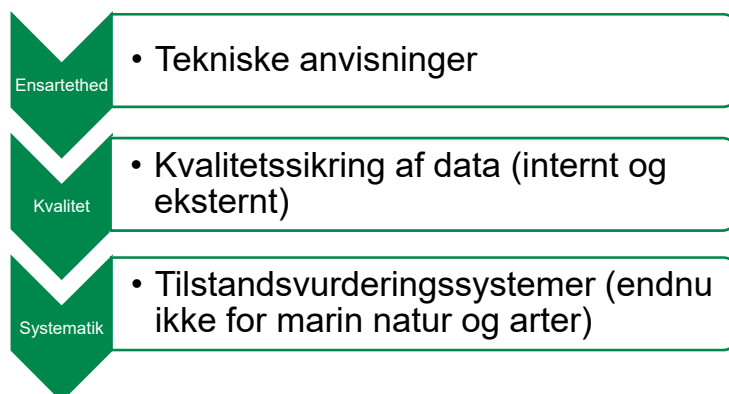 Ensartethed
• Tekniske anvisninger
Kvalitet
• Kvalitetssikring af data (internt og
eksternt)
Systematik
• Tilstandsvurderingssystemer (endnu
ikke for marin natur og arter)